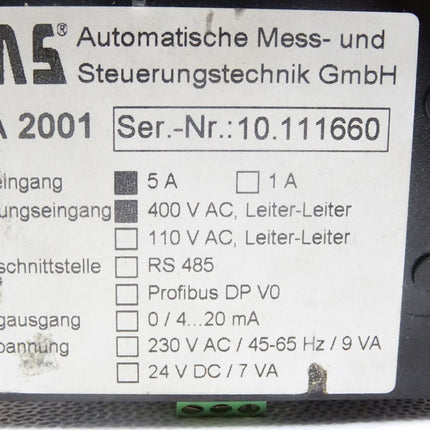 MS® Automatische Mess- und
Steuerungstechnik GmbH
A 2001 Ser.-Nr.:10.111660
eingang 5 A 1 A
ungseingang 400 V AC, Leiter-Leiter
110 V AC, Leiter-Leiter
schnittstelle RS 485
Profibus DP V0
gausgang 0 / 4...20 mA
pannung 230 V AC / 45-65 Hz / 9 VA
24 V DC / 7 VA